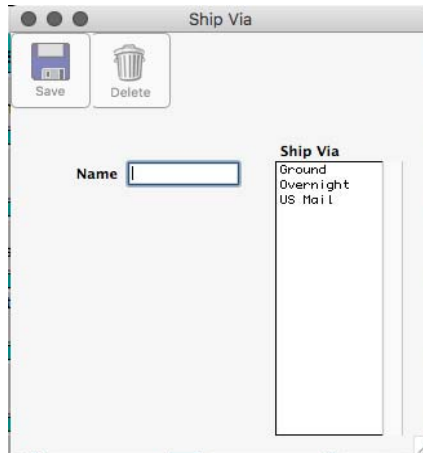 Ship Via
Save Delete
Ship Via
Name
Ground
Overnight
US Mail